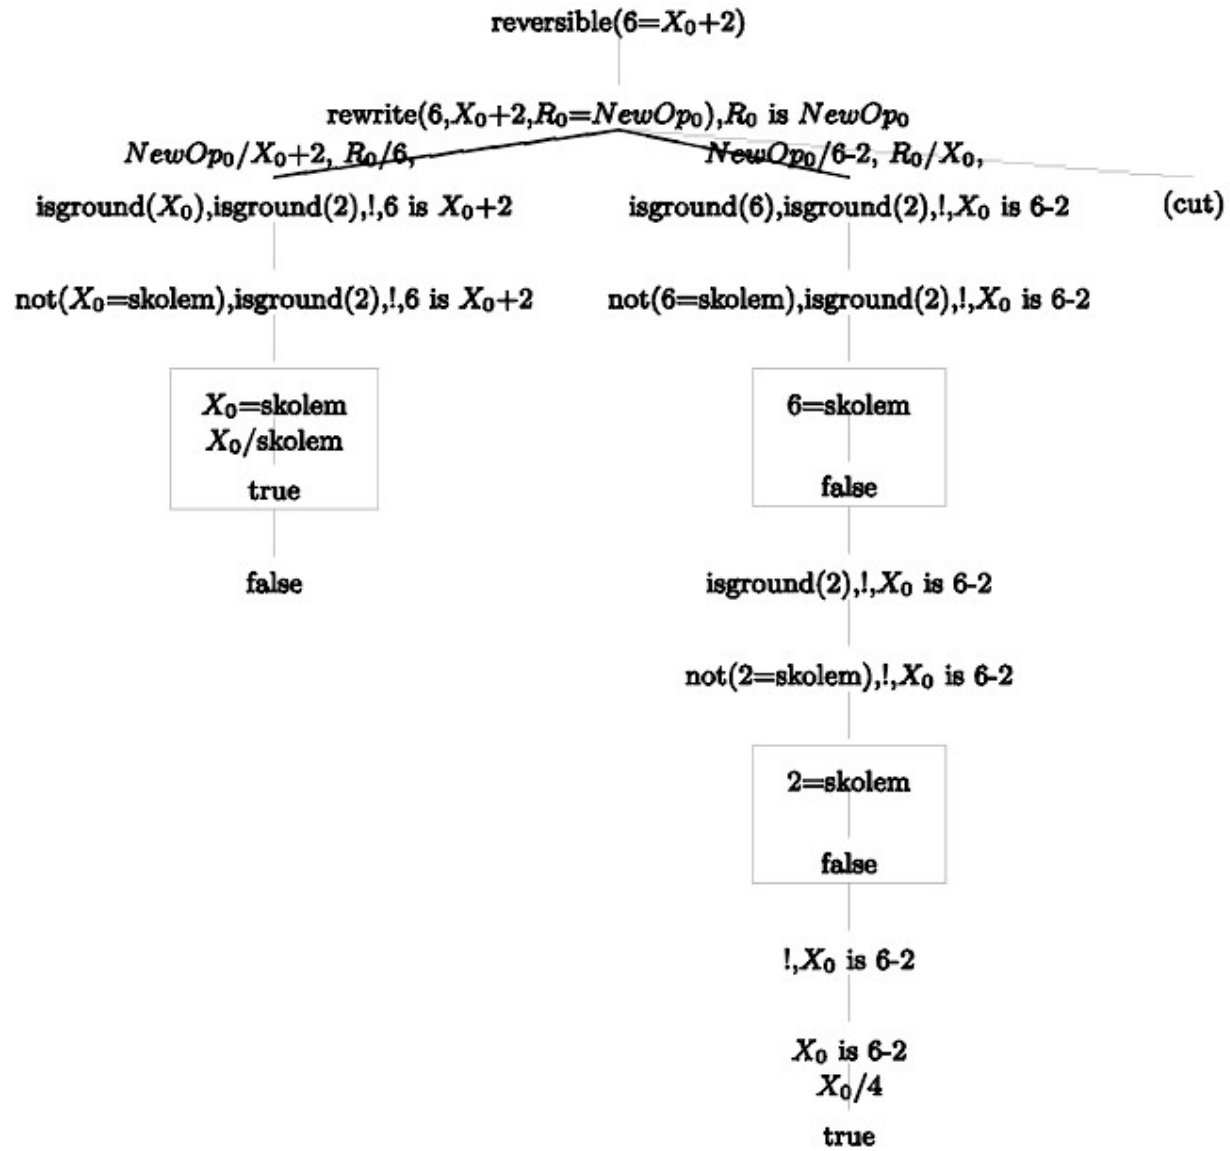 reversible(6=X₀+2)
rewrite(6,X₀+2,R₀=NewOp₀),R₀ is NewOp₀
NewOp₀/X₀+2, R₀/6,
NewOp₀/6-2, R₀/X₀,
isground(X₀),isground(2),!,6 is X₀+2
isground(6),isground(2),!,X₀ is 6-2
(cut)
not(X₀=skolem),isground(2),!,6 is X₀+2
not(6=skolem),isground(2),!,X₀ is 6-2
X₀=skolem
X₀/skolem
true
6=skolem
false
false
isground(2),!,X₀ is 6-2
not(2=skolem),!,X₀ is 6-2
2=skolem
false
!,X₀ is 6-2
X₀ is 6-2
X₀/4
true